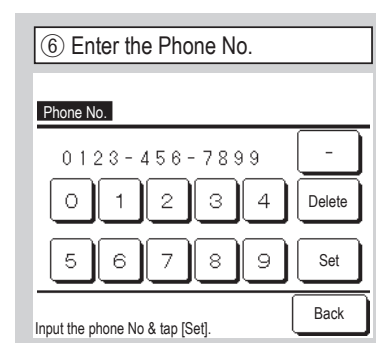 ⑥ Enter the Phone No.
Phone No.
0123-456-7899 -
0 1 2 3 4 Delete
5 6 7 8 9 Set
Input the phone No & tap [Set]. Back